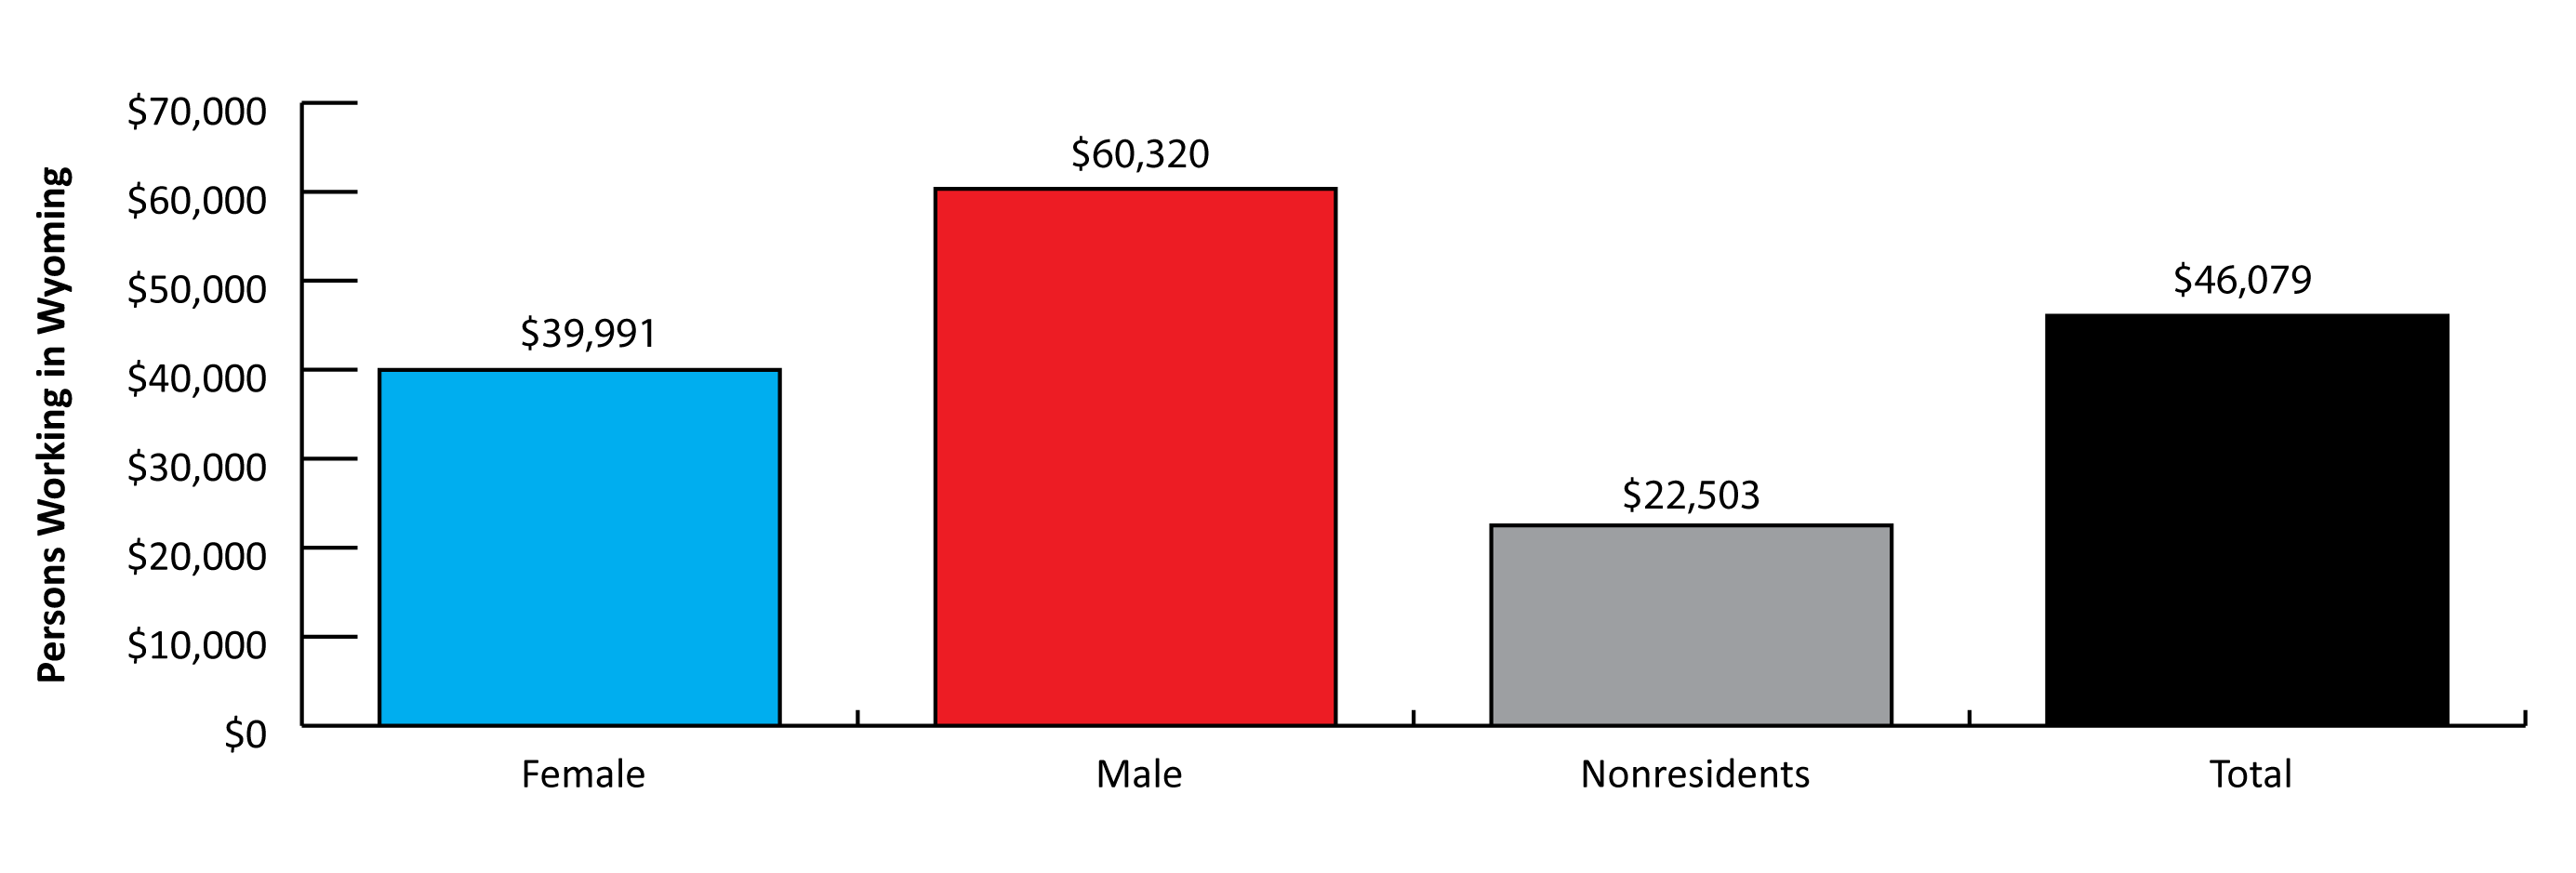 Persons Working in Wyoming
$70,000
$60,000
$50,000
$40,000
$30,000
$20,000
$10,000
$0
$39,991
$60,320
$22,503
$46,079
Female
Male
Nonresidents
Total